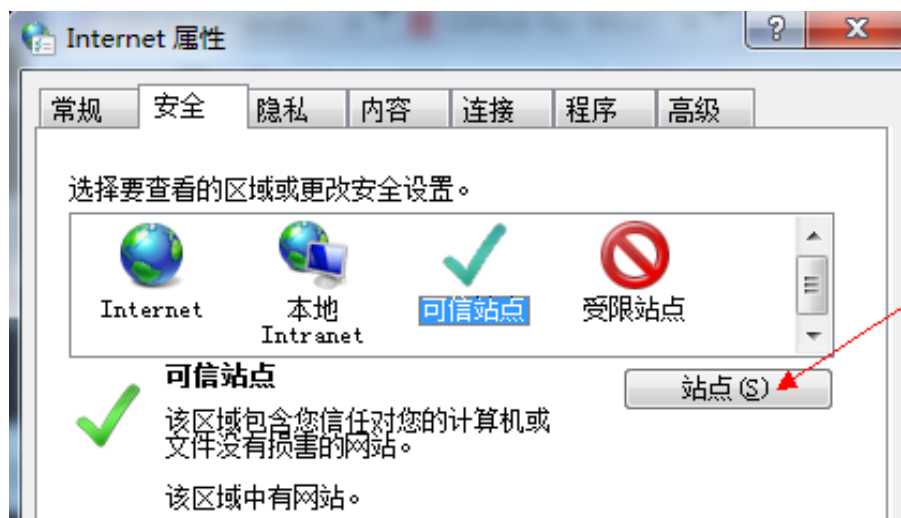 Internet 属性
常规 安全 隐私 内容 连接 程序 高级
选择要查看的区域或更改安全设置。
Internet 本地 Intranet 可信站点 受限站点
可信站点
站点(S)
该区域包含您信任对您的计算机或
文件没有损害的网站。
该区域中有网站。